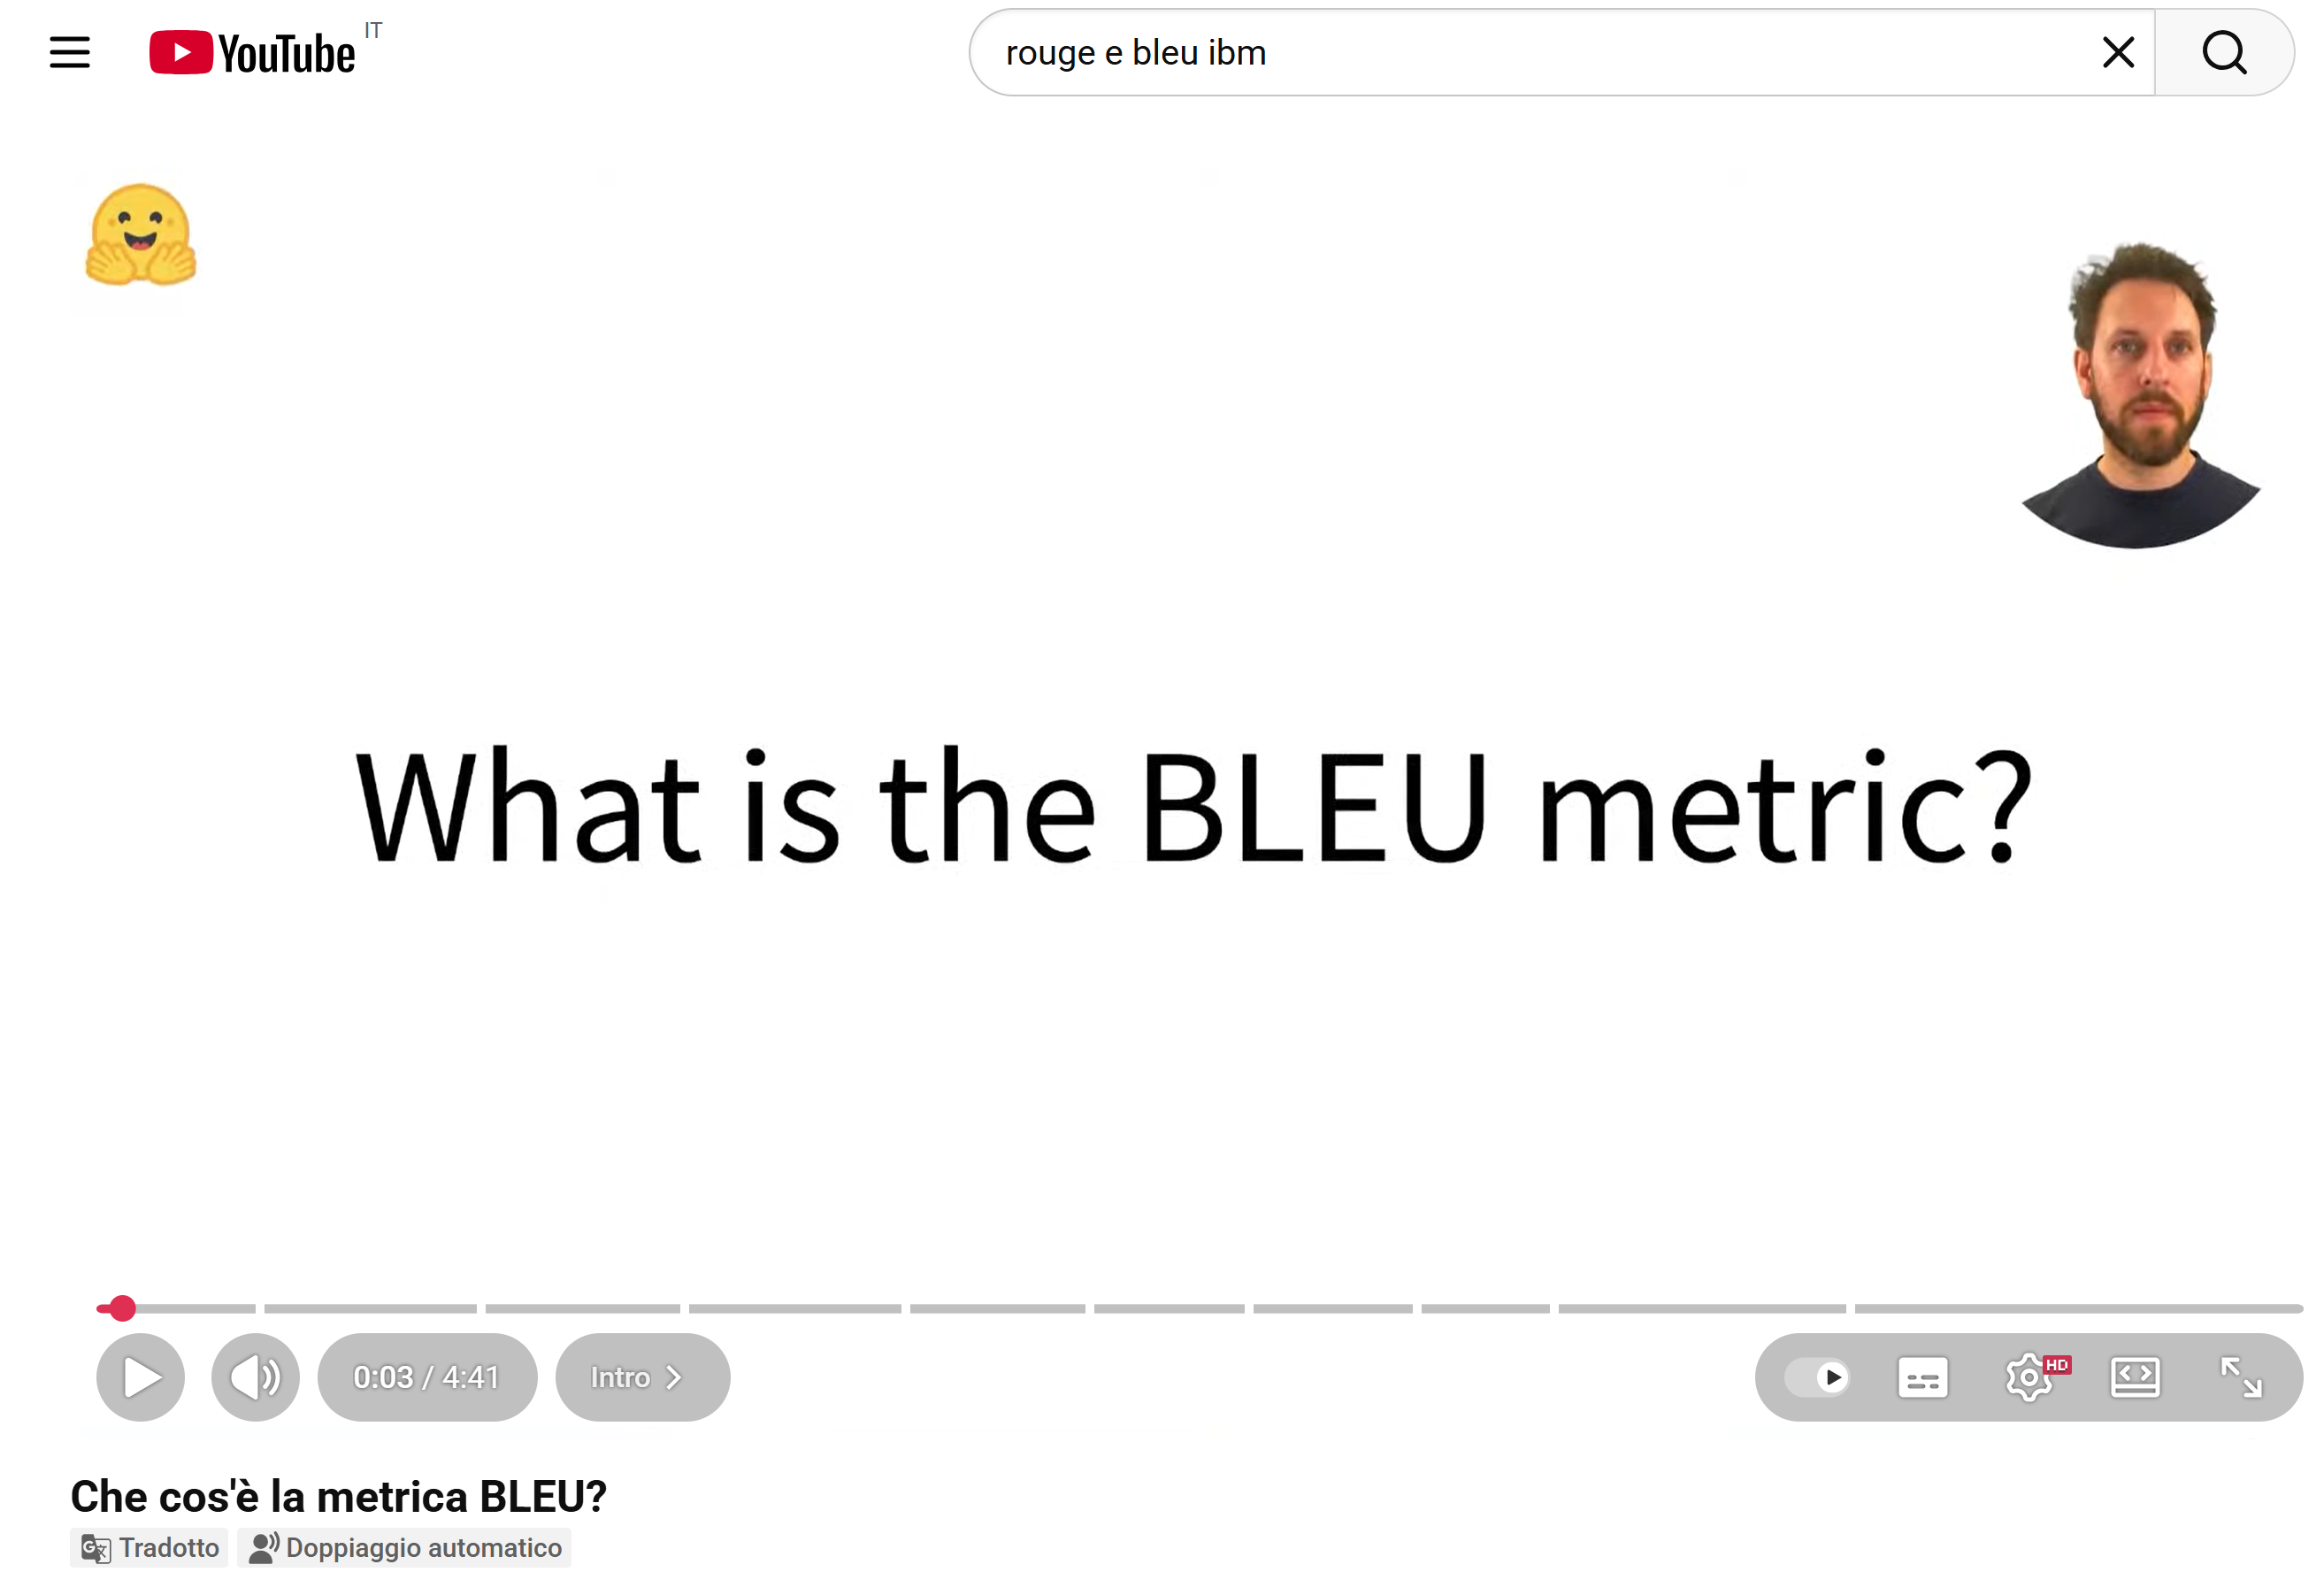 YouTube IT
rouge e bleu ibm
What is the BLEU metric?
0:03 / 4:41
Intro
HD
Che cos'è la metrica BLEU?
Tradotto
Doppiaggio automatico